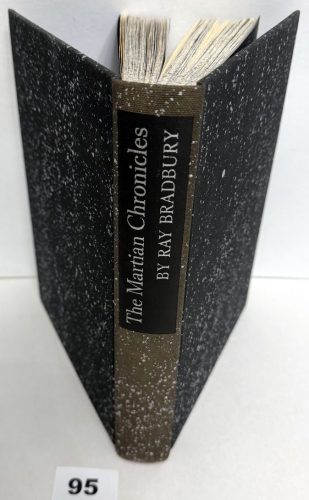 The Martian Chronicles
BY RAY BRADBURY
95